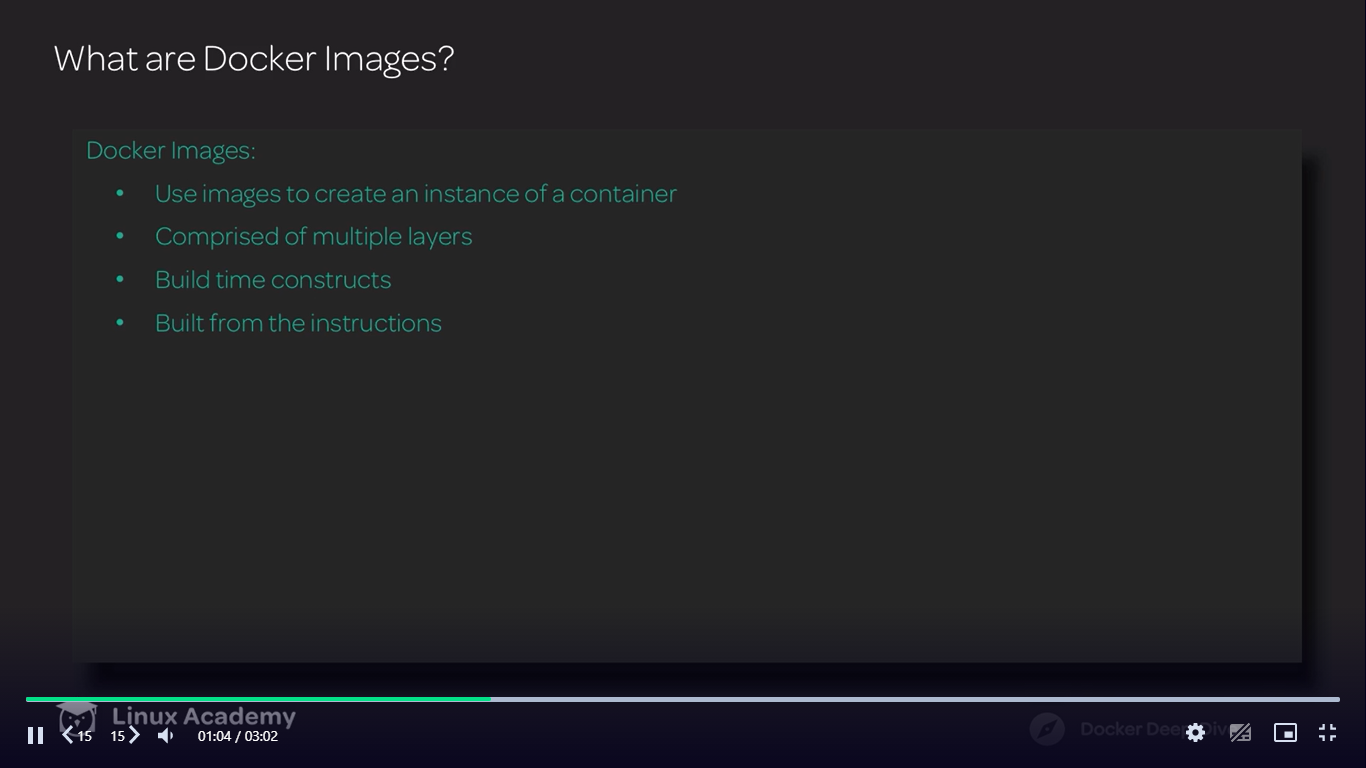 What are Docker Images?
Docker Images:
• Use images to create an instance of a container
• Comprised of multiple layers
• Build time constructs
• Built from the instructions
Linux Academy
Docker Deep Dive
15 15 01:04 / 03:02